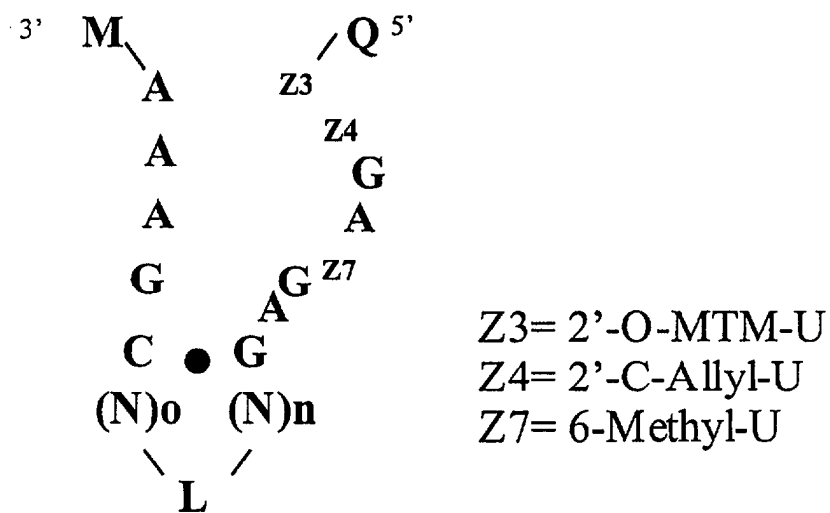 3’ M Q 5’
A Z3
A Z4
G
A A
G G Z7
A
C ● G
(N)o (N)n
L
Z3= 2’-O-MTM-U
Z4= 2’-C-Allyl-U
Z7= 6-Methyl-U